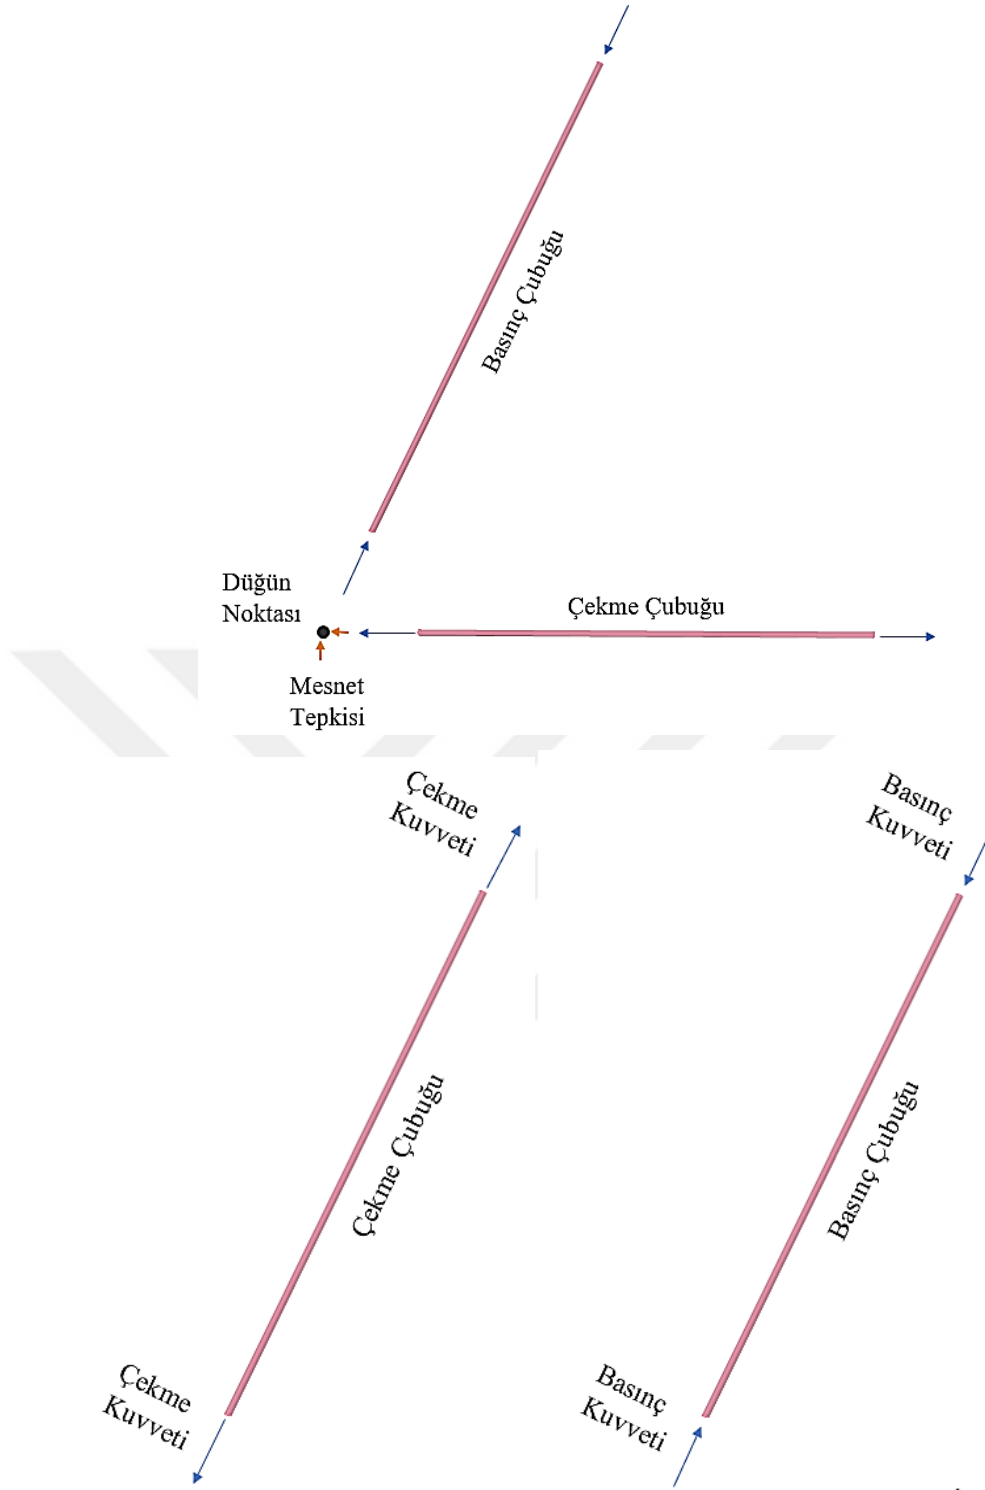 Basınç Çubuğu
Düğün
Noktası
Çekme Çubuğu
Mesnet
Tepkisi
Çekme
Kuvveti
Basınç
Kuvveti
Çekme Çubuğu
Basınç Çubuğu
Çekme
Kuvveti
Basınç
Kuvveti